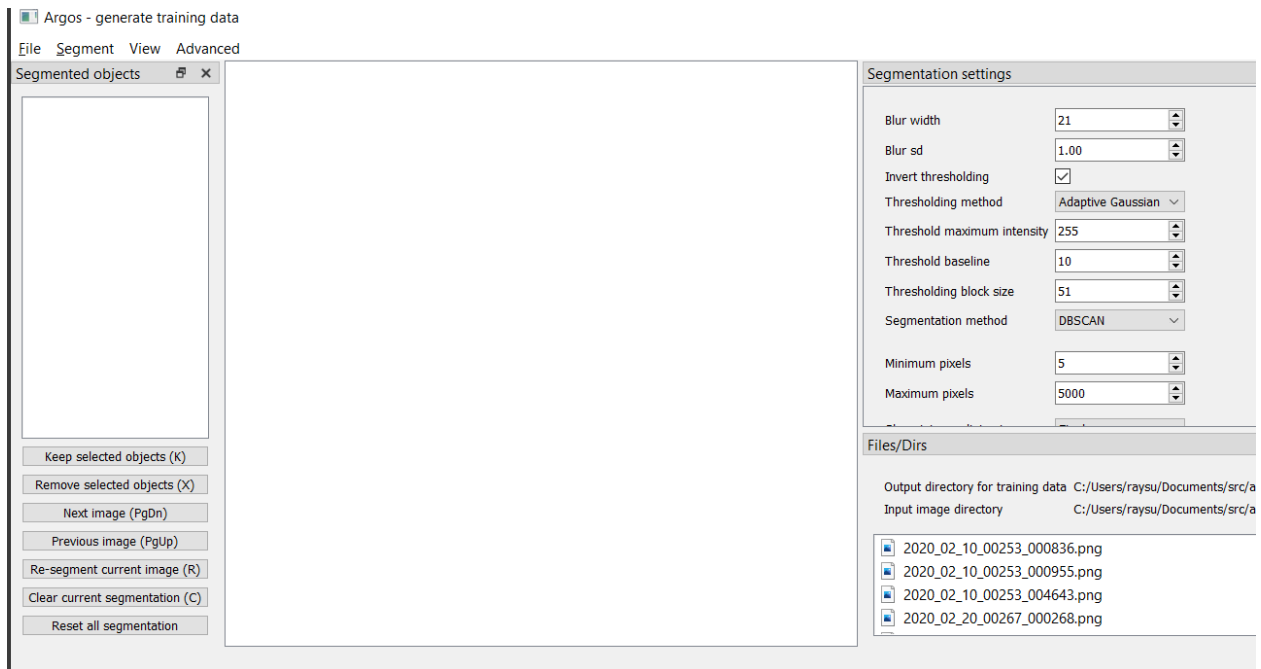 Argos - generate training data
File Segment View Advanced
Segmented objects
Keep selected objects (K)
Remove selected objects (X)
Next image (PgDn)
Previous image (PgUp)
Re-segment current image (R)
Clear current segmentation (C)
Reset all segmentation
Segmentation settings
Blur width 21
Blur sd 1.00
Invert thresholding
Thresholding method Adaptive Gaussian
Threshold maximum intensity 255
Threshold baseline 10
Thresholding block size 51
Segmentation method DBSCAN
Minimum pixels 5
Maximum pixels 5000
Files/Dirs
Output directory for training data C:/Users/raysu/Documents/src/a
Input image directory C:/Users/raysu/Documents/src/a
2020_02_10_00253_000836.png
2020_02_10_00253_000955.png
2020_02_10_00253_004643.png
2020_02_20_00267_000268.png